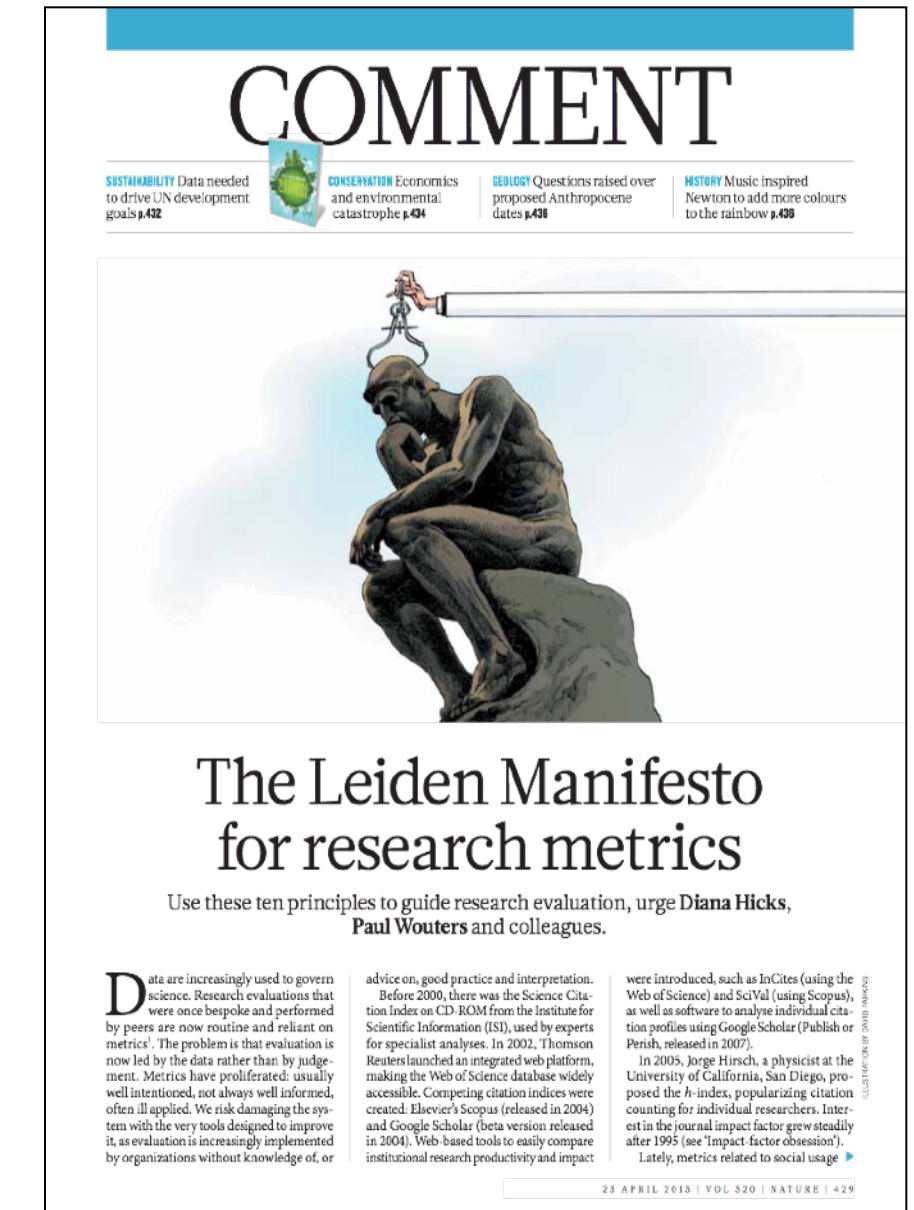 COMMENT
SUSTAINABILITY Data needed
to drive UN development
goals p.432
CONSERVATION Economics
and environmental
catastrophe p.434
GEOLOGY Questions raised over
proposed Anthropocene
dates p.436
HISTORY Music inspired
Newton to add more colours
to the rainbow p.436
The Leiden Manifesto
for research metrics
Use these ten principles to guide research evaluation, urge Diana Hicks,
Paul Wouters and colleagues.
Data are increasingly used to govern
science. Research evaluations that
were once bespoke and performed
by peers are now routine and reliant on
metrics¹. The problem is that evaluation is
now led by the data rather than by judge-
ment. Metrics have proliferated: usually
well intentioned, not always well informed,
often ill applied. We risk damaging the sys-
tem with the very tools designed to improve
it, as evaluation is increasingly implemented
by organizations without knowledge of, or
advice on, good practice and interpretation.
Before 2000, there was the Science Cita-
tion Index on CD-ROM from the Institute for
Scientific Information (ISI), used by experts
for specialist analyses. In 2002, Thomson
Reuters launched an integrated web platform,
making the Web of Science database widely
accessible. Competing citation indices were
created: Elsevier's Scopus (released in 2004)
and Google Scholar (beta version released
in 2004). Web-based tools to easily compare
institutional research productivity and impact
were introduced, such as InCites (using the
Web of Science) and SciVal (using Scopus),
as well as software to analyse individual cita-
tion profiles using Google Scholar (Publish or
Perish, released in 2007).
In 2005, Jorge Hirsch, a physicist at the
University of California, San Diego, pro-
posed the h-index, popularizing citation
counting for individual researchers. Inter-
est in the journal impact factor grew steadily
after 1995 (see 'Impact-factor obsession').
Lately, metrics related to social usage
ILLUSTRATION BY DAVID PARKINS
23 APRIL 2015 | VOL 520 | NATURE | 429